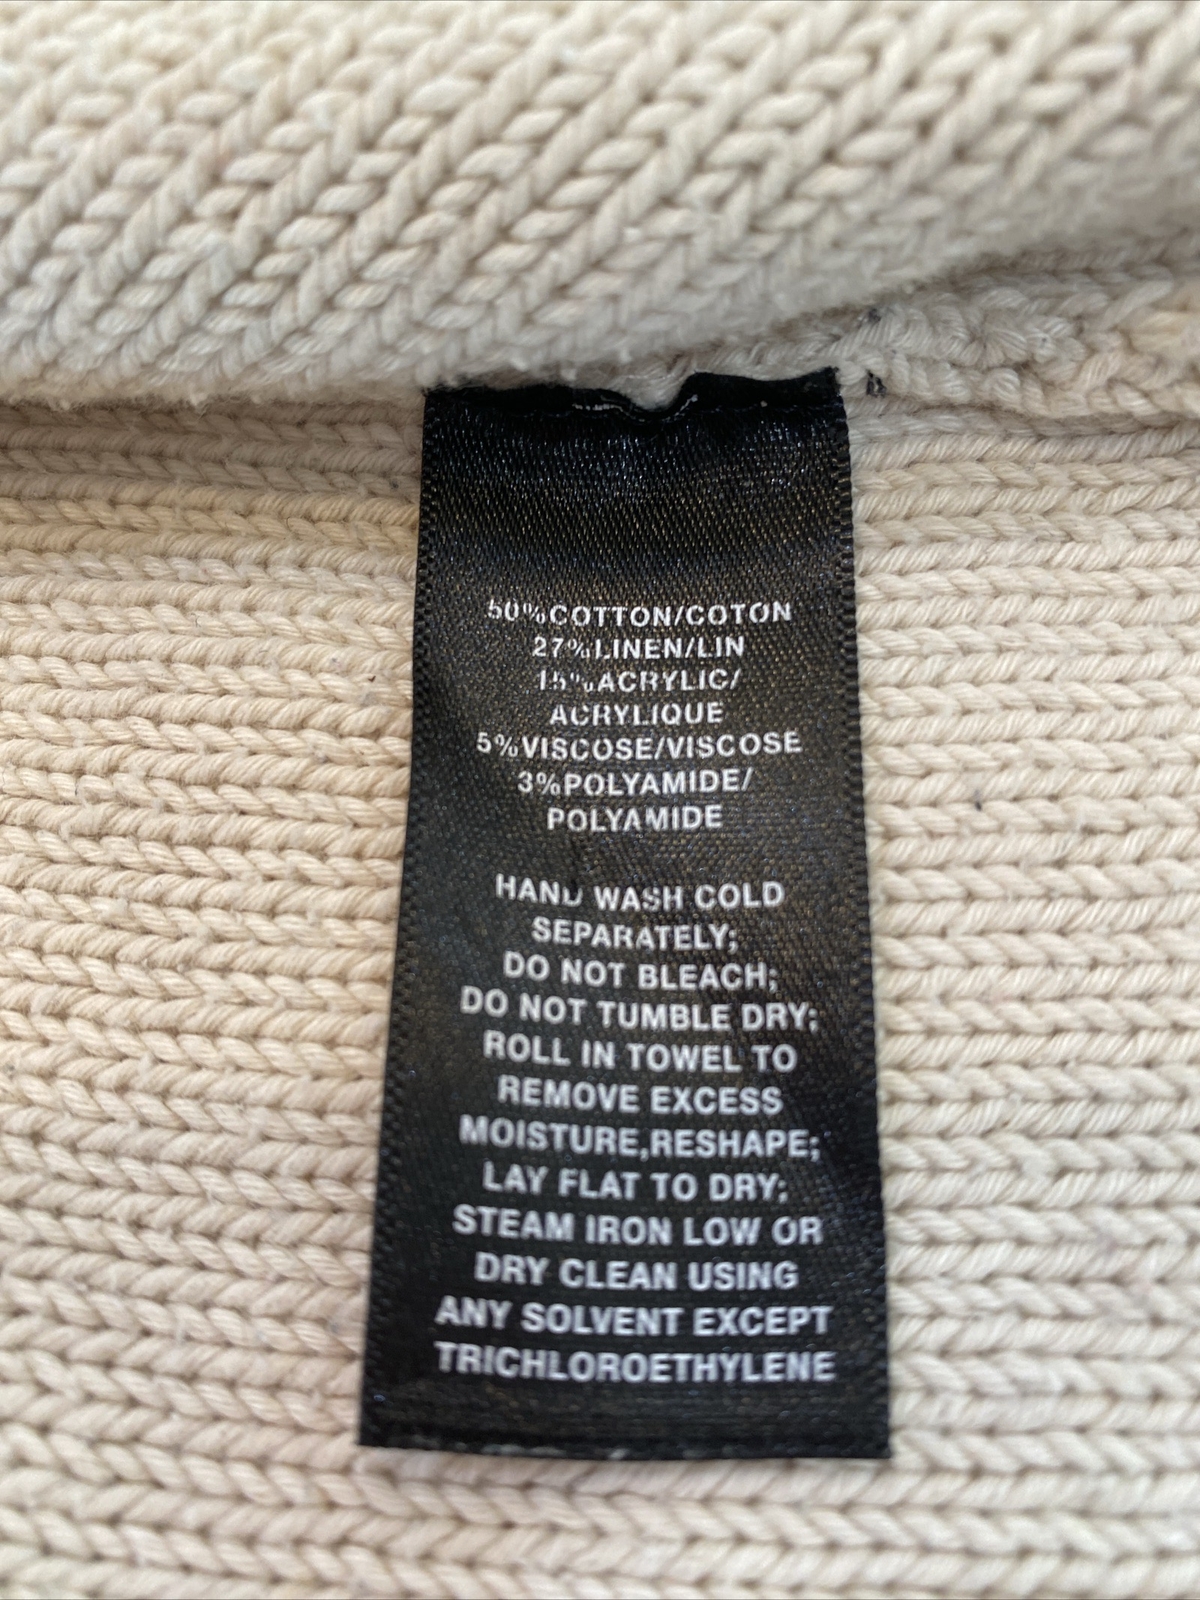 50%COTTON/COTON
27%LINEN/LIN
15%ACRYLIC/
ACRYLIQUE
5%VISCOSE/VISCOSE
3%POLYAMIDE/
POLYAMIDE
HAND WASH COLD
SEPARATELY;
DO NOT BLEACH;
DO NOT TUMBLE DRY;
ROLL IN TOWEL TO
REMOVE EXCESS
MOISTURE,RESHAPE;
LAY FLAT TO DRY;
STEAM IRON LOW OR
DRY CLEAN USING
ANY SOLVENT EXCEPT
TRICHLOROETHYLENE